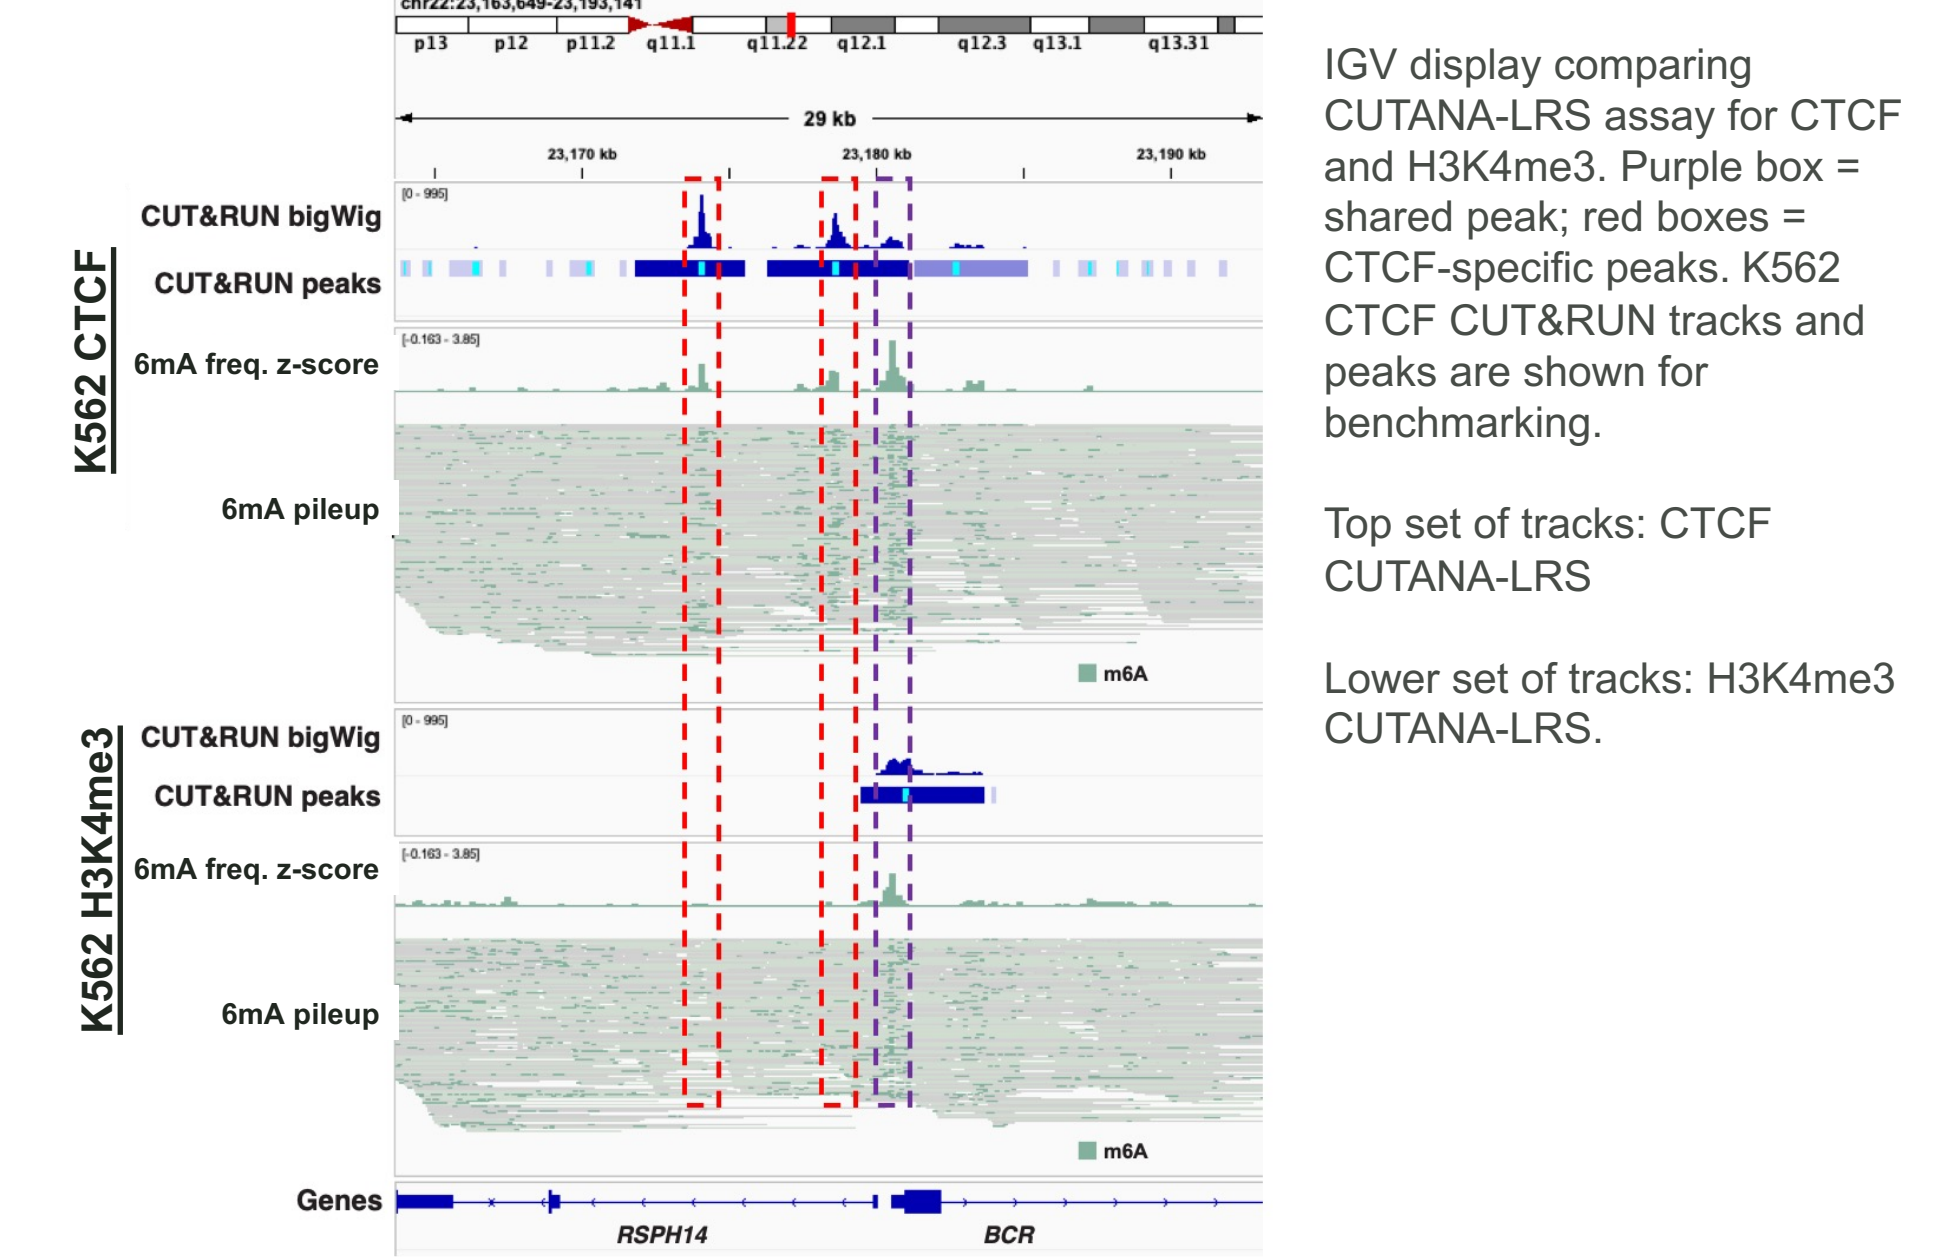 chr22:23,163,649-23,193,141
p13 p12 p11.2 q11.1 q11.22 q12.1 q12.3 q13.1 q13.31
29 kb
23,170 kb 23,180 kb 23,190 kb
K562 CTCF
[0 - 995]
CUT&RUN bigWig
CUT&RUN peaks
[-0.163 - 3.85]
6mA freq. z-score
6mA pileup
m6A
K562 H3K4me3
[0 - 995]
CUT&RUN bigWig
CUT&RUN peaks
[-0.163 - 3.85]
6mA freq. z-score
6mA pileup
m6A
Genes
RSPH14 BCR
IGV display comparing
CUTANA-LRS assay for CTCF
and H3K4me3. Purple box =
shared peak; red boxes =
CTCF-specific peaks. K562
CTCF CUT&RUN tracks and
peaks are shown for
benchmarking.
Top set of tracks: CTCF
CUTANA-LRS
Lower set of tracks: H3K4me3
CUTANA-LRS.